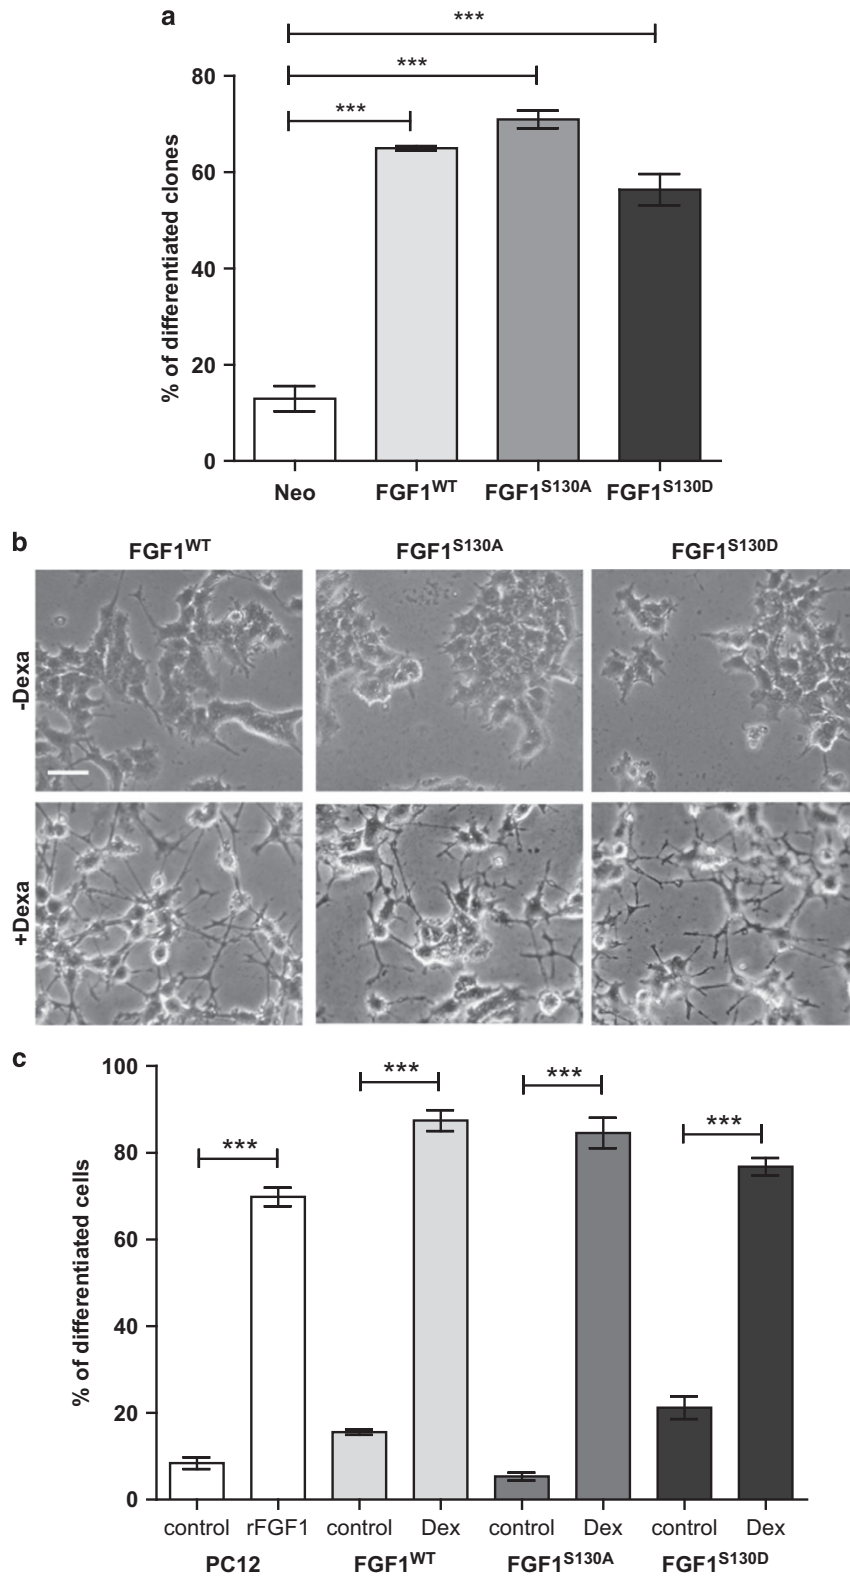 a
***
***
***
80
60
40
20
0
% of differentiated clones
Neo FGF1WT FGF1S130A FGF1S130D
b
FGF1WT FGF1S130A FGF1S130D
-Dexa
+Dexa
c
100
80
60
40
20
0
% of differentiated cells
*** *** *** ***
control rFGF1 control Dex control Dex control Dex
PC12 FGF1WT FGF1S130A FGF1S130D